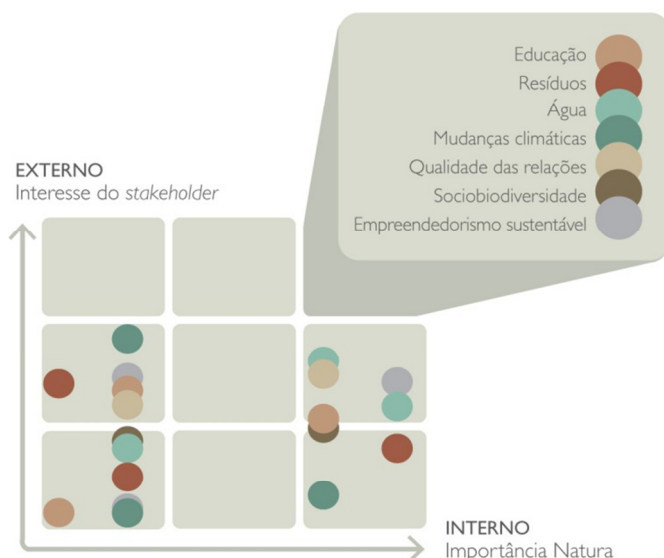 Educação
Resíduos
Água
Mudanças climáticas
Qualidade das relações
Sociobiodiversidade
Empreendedorismo sustentável
EXTERNO
Interesse do stakeholder
INTERNO
Importância Natura